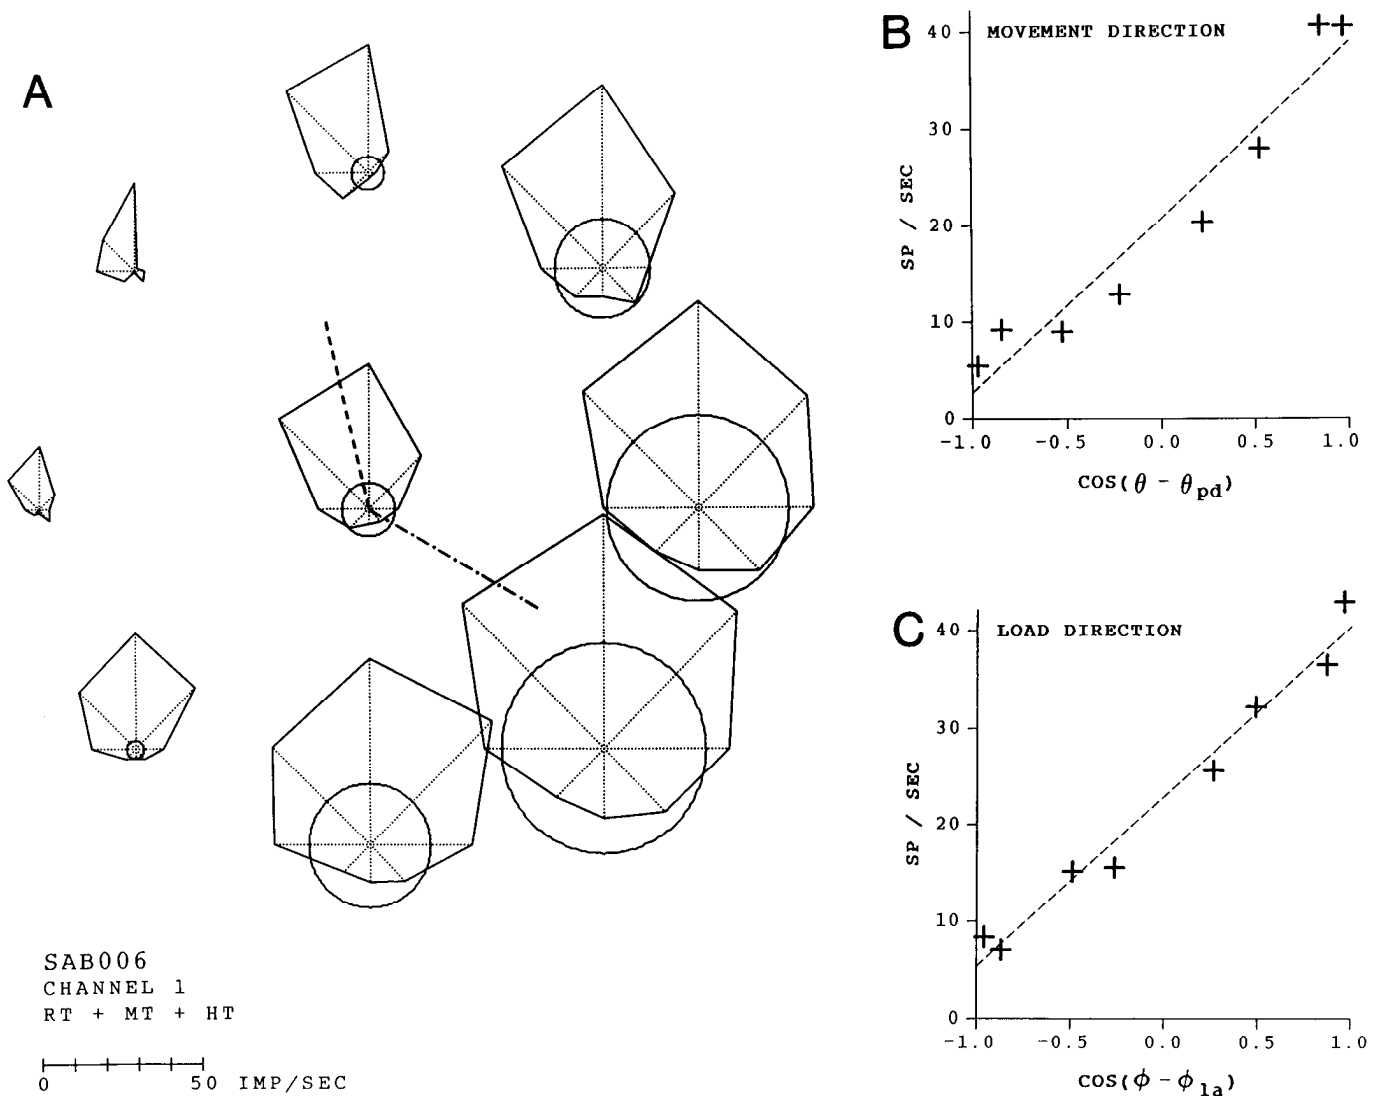 A
SAB006
CHANNEL 1
RT + MT + HT
0 50 IMP/SEC
B
MOVEMENT DIRECTION
SP / SEC
40
30
20
10
0
-1.0 -0.5 0.0 0.5 1.0
COS(θ - θpd)
C
LOAD DIRECTION
SP / SEC
40
30
20
10
0
-1.0 -0.5 0.0 0.5 1.0
COS(ϕ - ϕla)